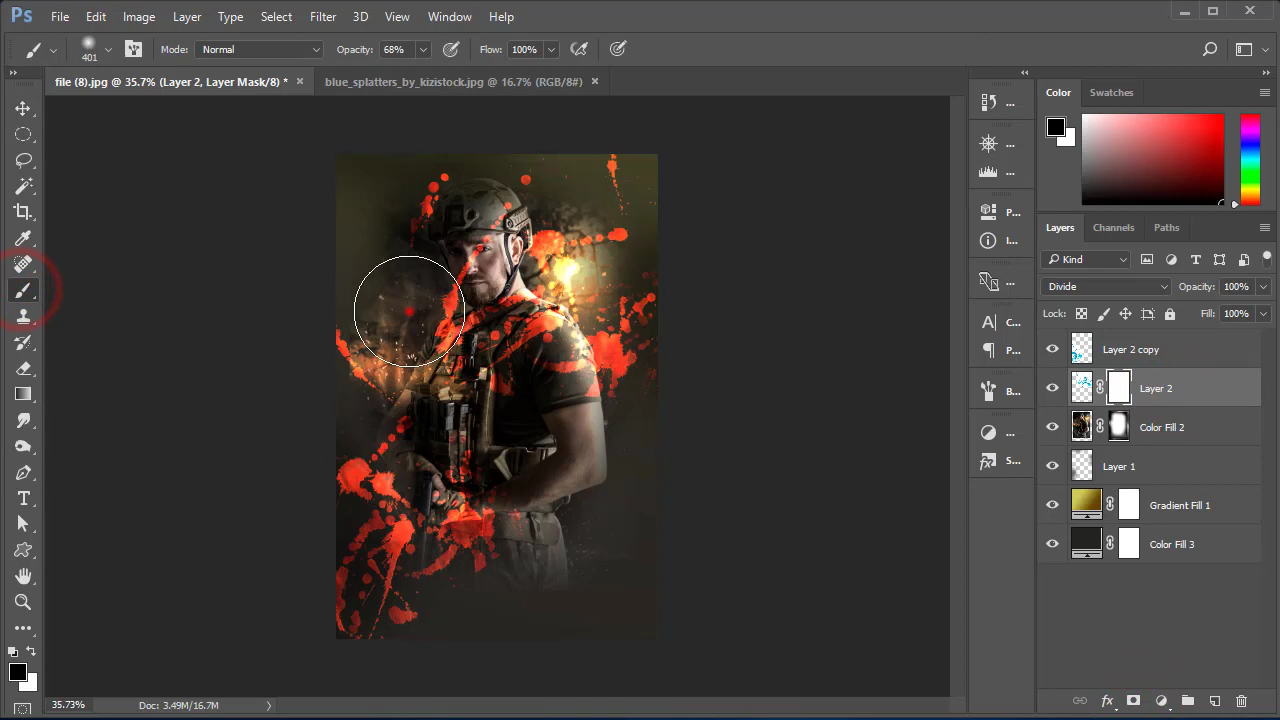 Ps File Edit Image Layer Type Select Filter 3D View Window Help
401 Mode: Normal Opacity: 68% Flow: 100%
file (8).jpg @ 35.7% (Layer 2, Layer Mask/8) * × blue_splatters_by_kizistock.jpg @ 16.7% (RGB/8#) ×
Color Swatches
...
...
...
P...
I...
C...
P...
B...
...
S...
Layers Channels Paths
Kind
Divide Opacity: 100%
Lock: Fill: 100%
Layer 2 copy
Layer 2
Color Fill 2
Layer 1
Gradient Fill 1
Color Fill 3
35.73% Doc: 3.49M/16.7M